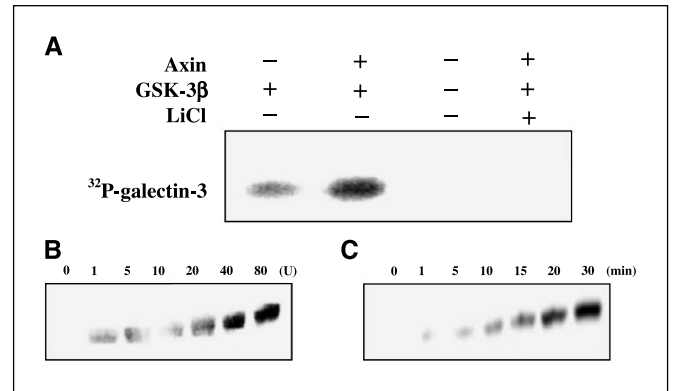 A
Axin − + − +
GSK-3β + + − +
LiCl − − − +
³²P-galectin-3
B
0 1 5 10 20 40 80 (U)
C
0 1 5 10 15 20 30 (min)